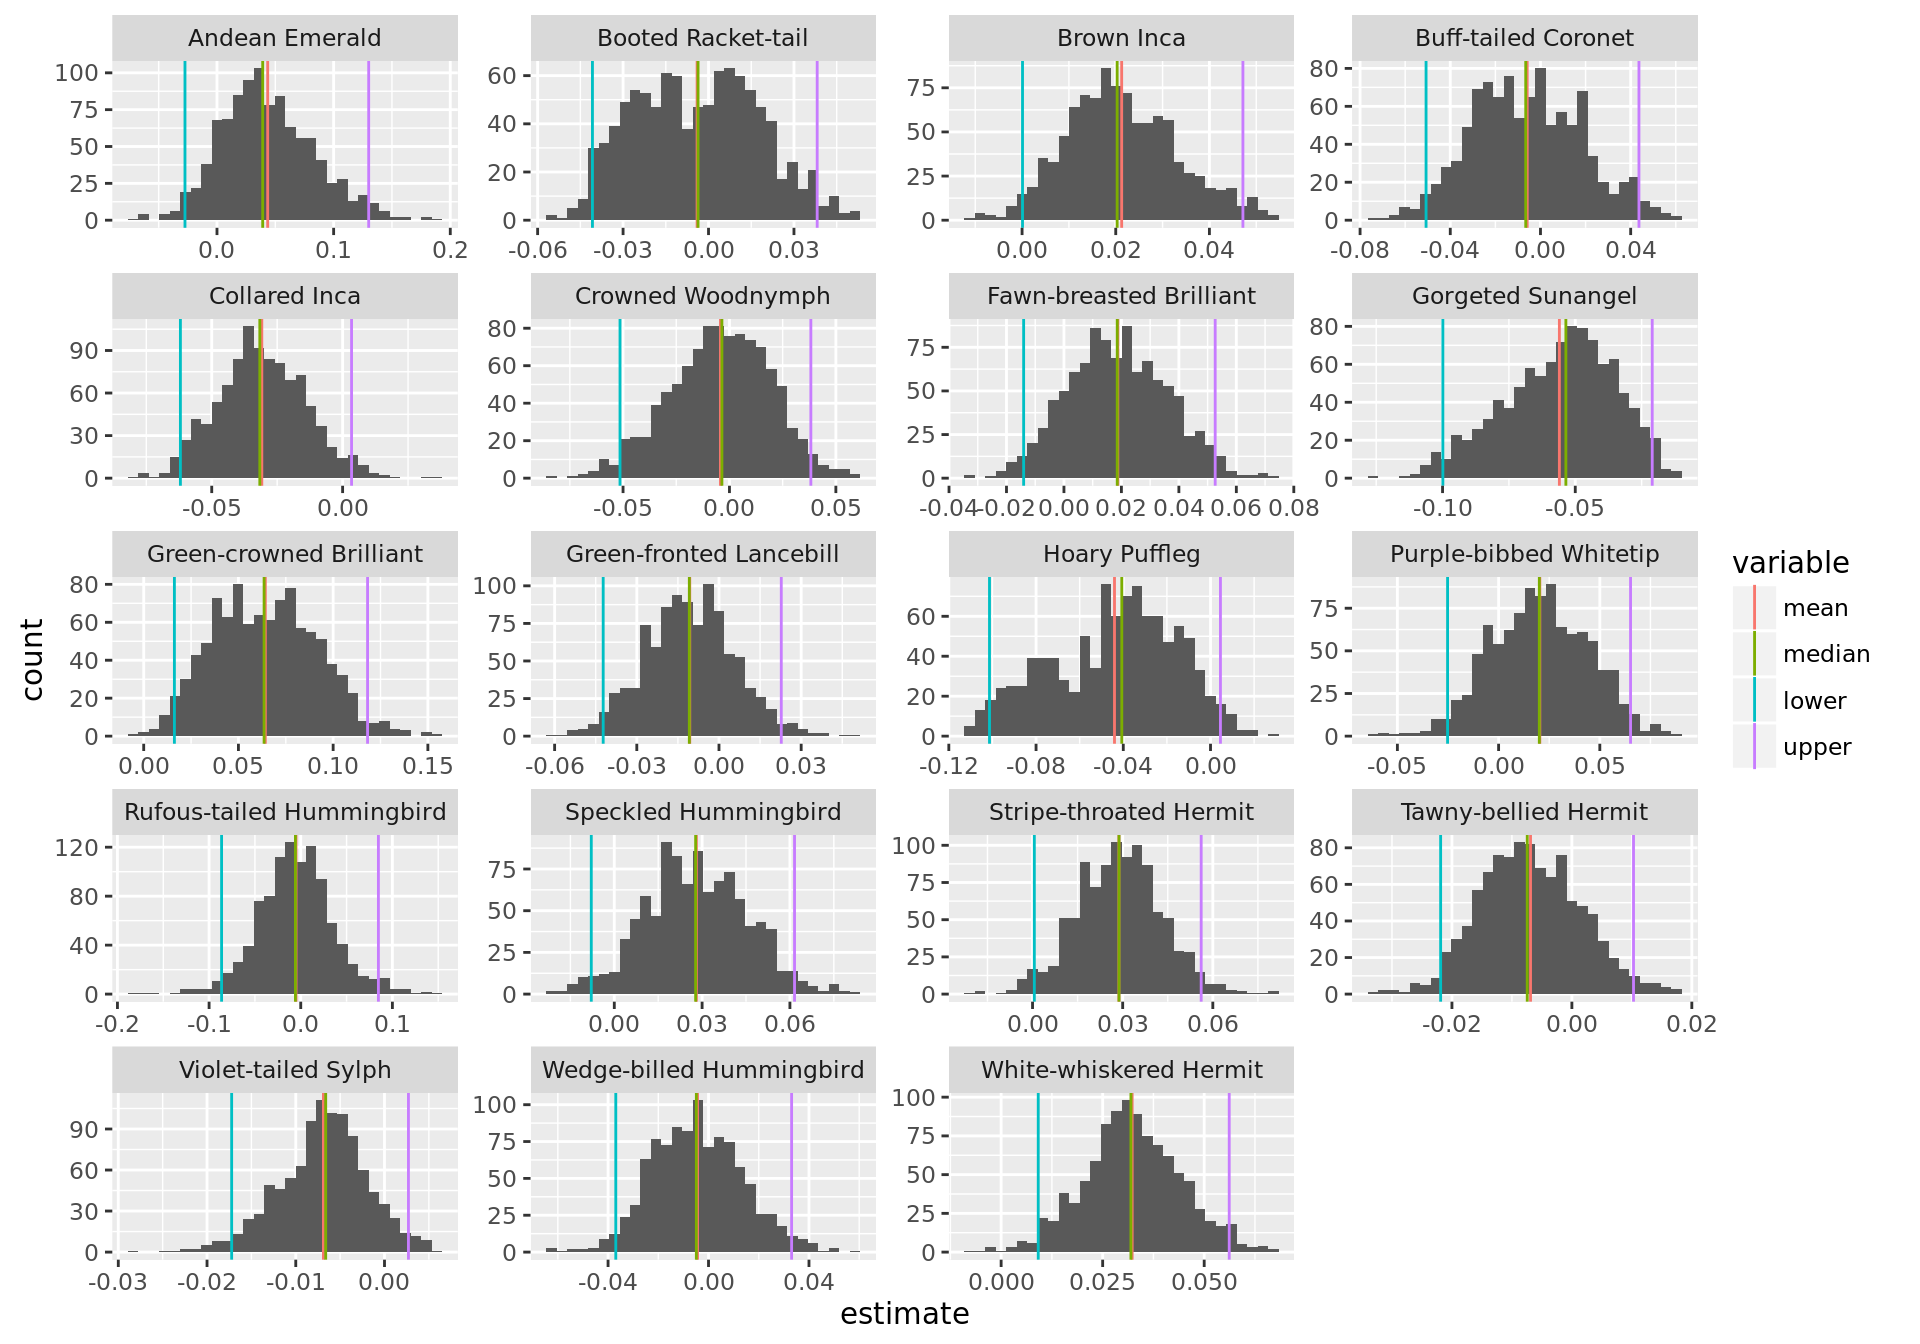 Andean Emerald
Booted Racket-tail
Brown Inca
Buff-tailed Coronet
100
75
50
25
0
60
40
20
0
75
50
25
0
80
60
40
20
0
0.0 0.1 0.2
-0.06 -0.03 0.00 0.03
0.00 0.02 0.04
-0.08 -0.04 0.00 0.04
Collared Inca
Crowned Woodnymph
Fawn-breasted Brilliant
Gorgeted Sunangel
90
60
30
0
80
60
40
20
0
75
50
25
0
80
60
40
20
0
-0.05 0.00
-0.05 0.00 0.05
-0.04 -0.02 0.00 0.02 0.04 0.06 0.08
-0.10 -0.05
Green-crowned Brilliant
Green-fronted Lancebill
Hoary Puffleg
Purple-bibbed Whitetip
80
60
40
20
0
100
75
50
25
0
60
40
20
0
75
50
25
0
0.00 0.05 0.10 0.15
-0.06 -0.03 0.00 0.03
-0.12 -0.08 -0.04 0.00
-0.05 0.00 0.05
Rufous-tailed Hummingbird
Speckled Hummingbird
Stripe-throated Hermit
Tawny-bellied Hermit
120
80
40
0
75
50
25
0
100
75
50
25
0
80
60
40
20
0
-0.2 -0.1 0.0 0.1
0.00 0.03 0.06
0.00 0.03 0.06
-0.02 0.00 0.02
Violet-tailed Sylph
Wedge-billed Hummingbird
White-whiskered Hermit
90
60
30
0
100
75
50
25
0
100
75
50
25
0
-0.03 -0.02 -0.01 0.00
-0.04 0.00 0.04
0.000 0.025 0.050
estimate
count
variable
mean
median
lower
upper